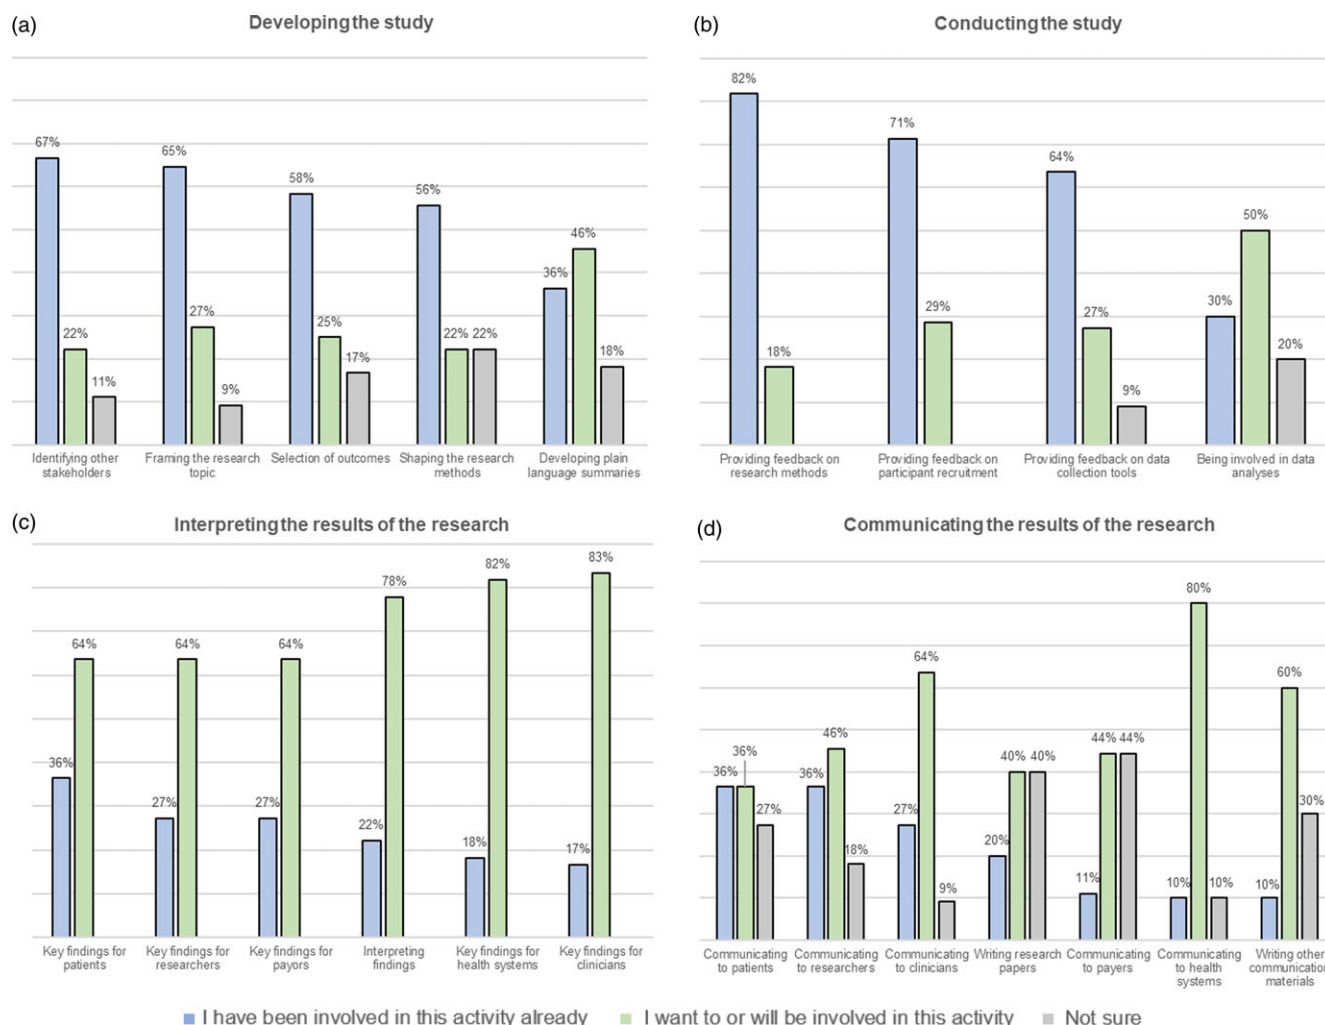 (a)
Developing the study
67%
22%
11%
65%
27%
9%
58%
25%
17%
56%
22%
22%
36%
46%
18%
Identifying other
stakeholders
Framing the research
topic
Selection of outcomes
Shaping the research
methods
Developing plain
language summaries
(b)
Conducting the study
82%
18%
71%
29%
64%
27%
9%
30%
50%
20%
Providing feedback on
research methods
Providing feedback on
participant recruitment
Providing feedback on data
collection tools
Being involved in data
analyses
(c)
Interpreting the results of the research
36%
64%
27%
64%
27%
64%
22%
78%
18%
82%
17%
83%
Key findings for
patients
Key findings for
researchers
Key findings for
payors
Interpreting
findings
Key findings for
health systems
Key findings for
clinicians
(d)
Communicating the results of the research
36%
36%
27%
36%
46%
18%
27%
64%
9%
20%
40%
40%
11%
44%
44%
10%
80%
10%
10%
60%
30%
Communicating
to patients
Communicating
to researchers
Communicating
to clinicians
Writing research
papers
Communicating
to payers
Communicating
to health
systems
Writing other
communication
materials
I have been involved in this activity already
I want to or will be involved in this activity
Not sure